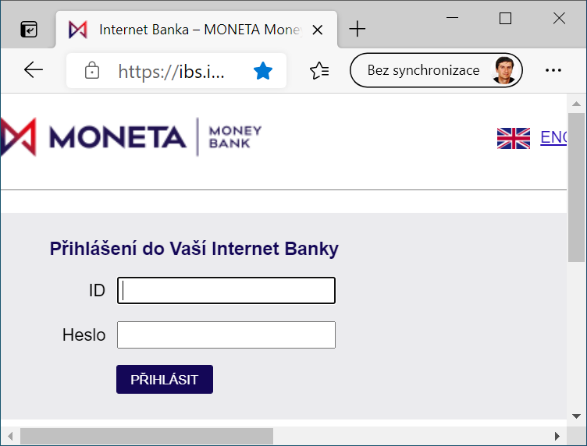 Internet Banka – MONETA Mone
https://ibs.i...
Bez synchronizace
MONETA MONEY BANK
ENG
Přihlášení do Vaší Internet Banky
ID
Heslo
PŘIHLÁSIT